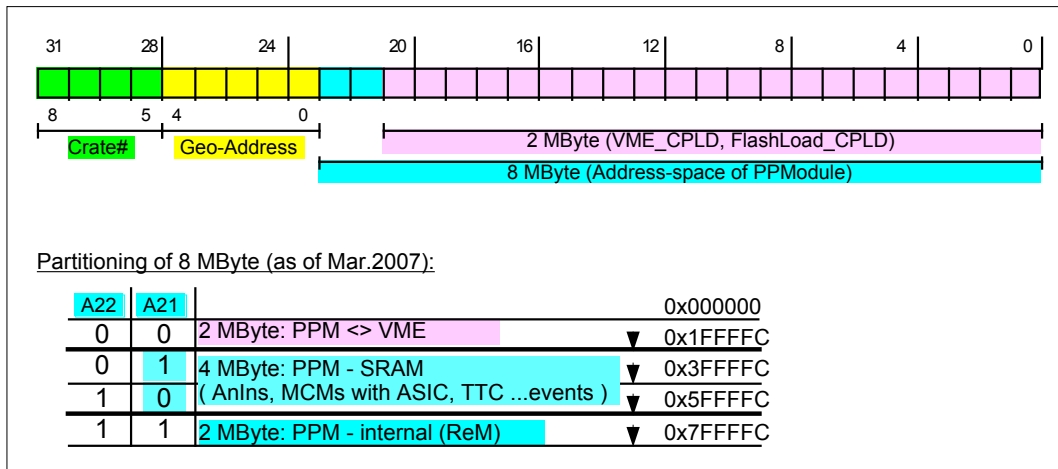 31 28 24 20 16 12 8 4 0
8 5 4 0
Crate# Geo-Address 2 MByte (VME_CPLD, FlashLoad_CPLD)
8 MByte (Address-space of PPModule)
Partitioning of 8 MByte (as of Mar.2007):
A22 A21 0x000000
0 0 2 MByte: PPM <> VME 0x1FFFFC
0 1 4 MByte: PPM - SRAM 0x3FFFFC
1 0 ( AnIns, MCMs with ASIC, TTC ...events ) 0x5FFFFC
1 1 2 MByte: PPM - internal (ReM) 0x7FFFFC